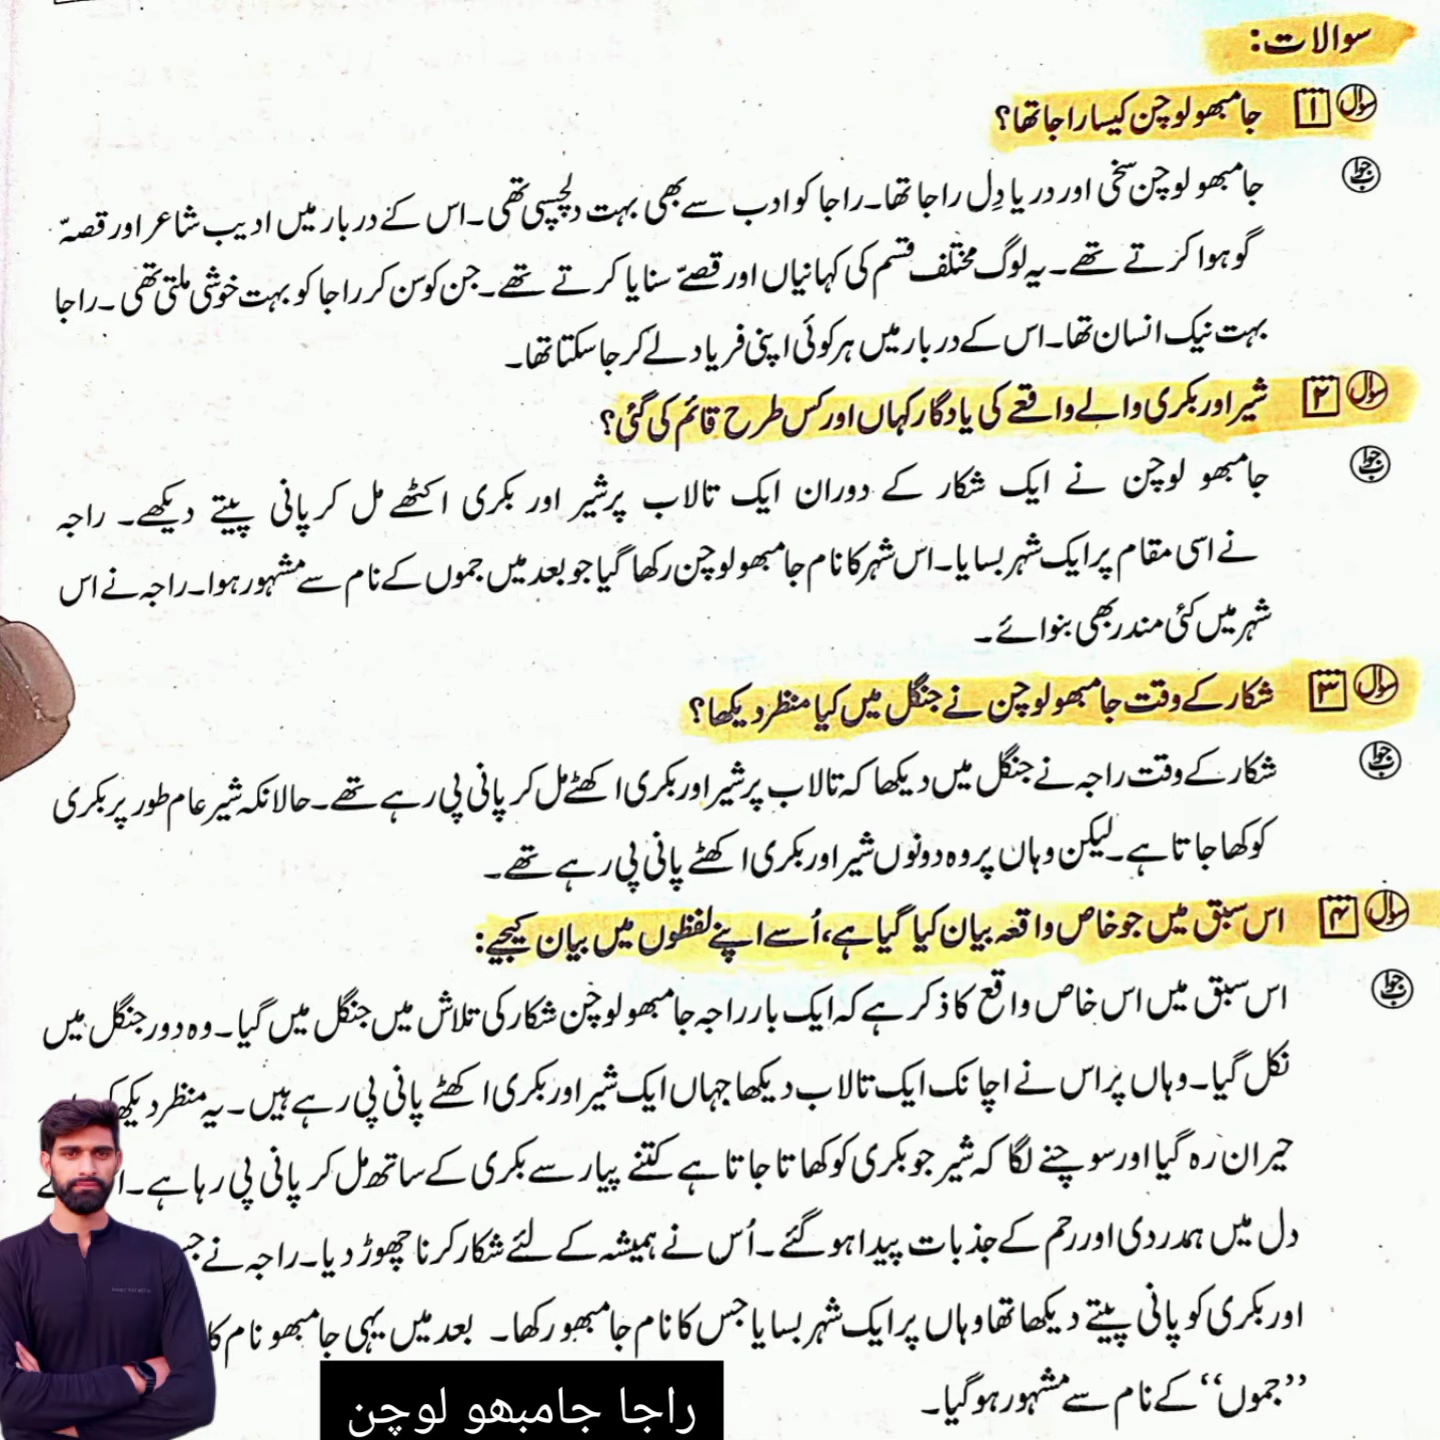 سوالات:
سوال ۱ جامبھولوچن کیسا راجا تھا؟
جواب جامبھو لوچن سخی اور دریا دِل راجا تھا۔ راجا کو ادب سے بھی بہت دلچسپی تھی۔ اس کے دربار میں ادیب شاعر اور قصہّ
گو ہوا کرتے تھے۔ یہ لوگ مختلف قسم کی کہانیاں اور قصےّ سنایا کرتے تھے۔ جن کو سن کر راجا کو بہت خوشی ملتی تھی۔ راجا
بہت نیک انسان تھا۔ اس کے دربار میں ہر کوئی اپنی فریاد لے کر جا سکتا تھا۔
سوال ۲ شیر اور بکری والے واقعے کی یادگار کہاں اور کس طرح قائم کی گئی؟
جواب جامبھو لوچن نے ایک شکار کے دوران ایک تالاب پر شیر اور بکری اکٹھے مل کر پانی پیتے دیکھے۔ راجہ
نے اسی مقام پر ایک شہر بسایا۔ اس شہر کا نام جامبھولوچن رکھا گیا جو بعد میں جموں کے نام سے مشہور ہوا۔ راجہ نے اس
شہر میں کئی مندر بھی بنوائے۔
سوال ۳ شکار کے وقت جامبھولوچن نے جنگل میں کیا منظر دیکھا؟
جواب شکار کے وقت راجہ نے جنگل میں دیکھا کہ تالاب پر شیر اور بکری اکھٹے مل کر پانی پی رہے تھے۔ حالانکہ شیر عام طور پر بکری
کو کھا جاتا ہے۔ لیکن وہاں پر وہ دونوں شیر اور بکری اکھٹے پانی پی رہے تھے۔
سوال ۴ اس سبق میں جو خاص واقعہ بیان کیا گیا ہے، اُسے اپنے لفظوں میں بیان کیجیے:
جواب اس سبق میں اس خاص واقع کا ذکر ہے کہ ایک بار راجہ جامبھولوچن شکار کی تلاش میں جنگل میں گیا۔ وہ دور جنگل میں
نکل گیا۔ وہاں پر اس نے اچانک ایک تالاب دیکھا جہاں ایک شیر اور بکری اکھٹے پانی پی رہے ہیں۔ یہ منظر دیکھ
حیران رہ گیا اور سوچنے لگا کہ شیر جو بکری کو کھاتا جاتا ہے کتنے پیار سے بکری کے ساتھ مل کر پانی پی رہا ہے۔
دل میں ہمدردی اور رحم کے جذبات پیدا ہو گئے۔ اُس نے ہمیشہ کے لئے شکار کرنا چھوڑ دیا۔ راجہ نے
اور بکری کو پانی پیتے دیکھا تھا وہاں پر ایک شہر بسایا جس کا نام جامبھو رکھا۔ بعد میں یہی جامبھو نام کا
”جموں“ کے نام سے مشہور ہو گیا۔
راجا جامبھو لوچن